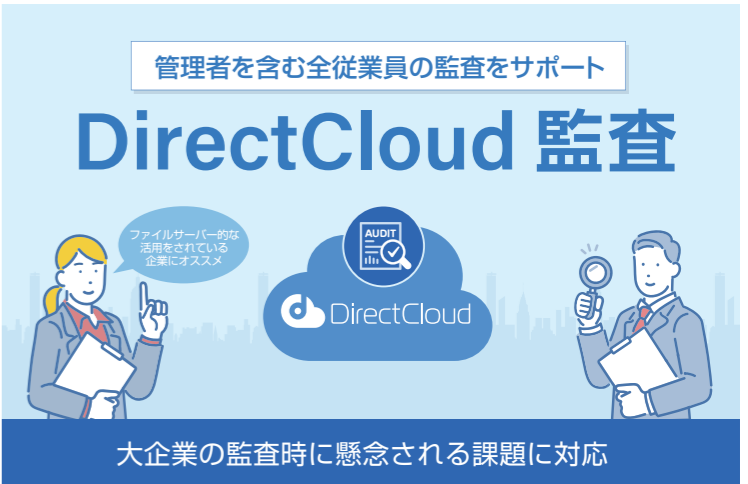 管理者を含む全従業員の監査をサポート
DirectCloud 監査
ファイルサーバー的な
活用をされている
企業にオススメ
AUDIT
DirectCloud
大企業の監査時に懸念される課題に対応